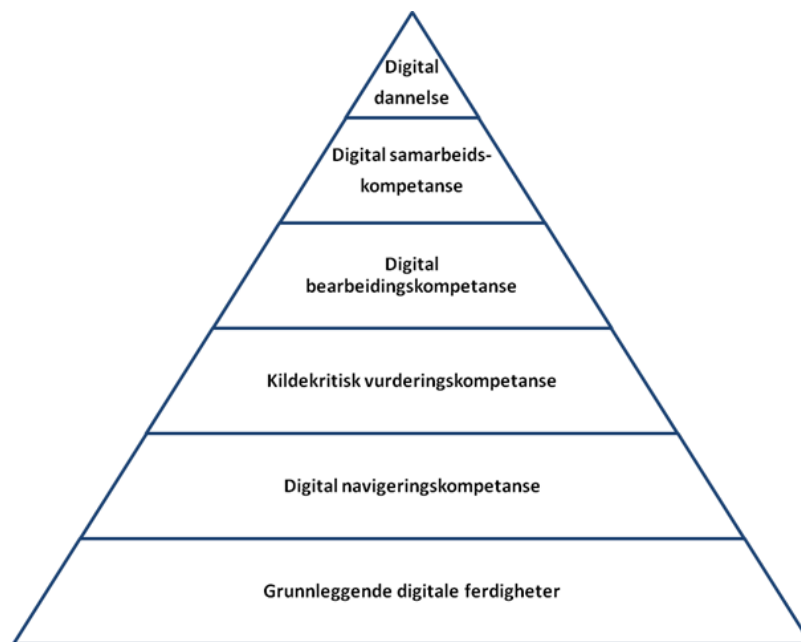 Digital
dannelse
Digital samarbeids-
kompetanse
Digital
bearbeidingskompetanse
Kildekritisk vurderingskompetanse
Digital navigeringskompetanse
Grunnleggende digitale ferdigheter